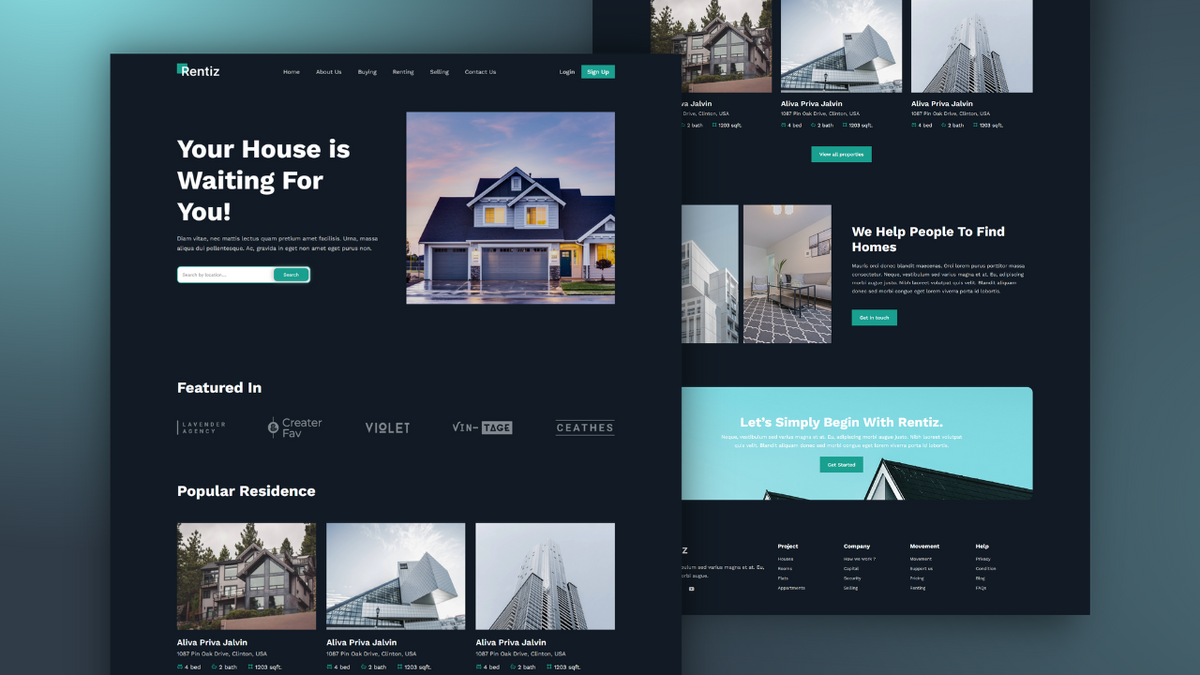 Rentiz
Home About Us Buying Renting Selling Contact Us
Login Sign Up
Your House is
Waiting For
You!
Diam vitae, nec mattis lectus quam pretium amet facilisis. Urna, massa
aliqua dui pellentesque. Ac, gravida in eget non amet eget purus non.
Search by location... Search
Featured In
LAVENDER
AGENCY
Creater
Fav
VIOLET
VIN-TAGE
CEATHES
Popular Residence
Aliva Priva Jalvin
1087 Pin Oak Drive, Clinton, USA
4 bed 2 bath 1203 sqft.
Aliva Priva Jalvin
1087 Pin Oak Drive, Clinton, USA
4 bed 2 bath 1203 sqft.
Aliva Priva Jalvin
1087 Pin Oak Drive, Clinton, USA
4 bed 2 bath 1203 sqft.
va Jalvin
Drive, Clinton, USA
2 bath 1203 sqft.
Aliva Priva Jalvin
1087 Pin Oak Drive, Clinton, USA
4 bed 2 bath 1203 sqft.
Aliva Priva Jalvin
1087 Pin Oak Drive, Clinton, USA
4 bed 2 bath 1203 sqft.
View all properties
We Help People To Find
Homes
Mauris orci donec blandit maecenas. Orci lorem purus porttitor massa
consectetur. Neque, vestibulum sed varius magna et at. Eu, adipiscing
morbi augue justo. Nibh laoreet volutpat quis velit. Blandit aliquam
donec sed morbi congue eget lorem viverra porta id lobortis.
Get in touch
Let's Simply Begin With Rentiz.
Neque, vestibulum sed varius magna et at. Eu, adipiscing morbi augue justo. Nibh laoreet volutpat
quis velit. Blandit aliquam donec sed morbi congue eget lorem viverra porta id lobortis.
Get Started
z
ulum sed varius magna et at. Eu,
orbi augue.
Project
Houses
Rooms
Flats
Appartments
Company
How we work ?
Capital
Security
Selling
Movement
Movement
Support us
Pricing
Renting
Help
Privacy
Condition
Blog
FAQs